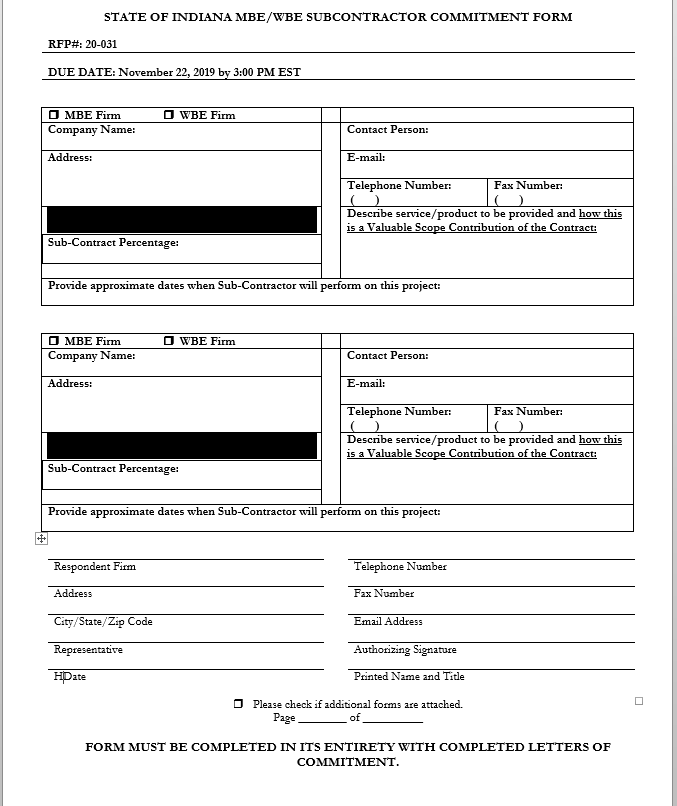 STATE OF INDIANA MBE/WBE SUBCONTRACTOR COMMITMENT FORM
RFP#: 20-031
DUE DATE: November 22, 2019 by 3:00 PM EST
❒ MBE Firm ❒ WBE Firm
Company Name:
Contact Person:
Address:
E-mail:
Telephone Number:
Fax Number:
( )
( )
Describe service/product to be provided and how this
is a Valuable Scope Contribution of the Contract:
Sub-Contract Percentage:
Provide approximate dates when Sub-Contractor will perform on this project:
❒ MBE Firm ❒ WBE Firm
Company Name:
Contact Person:
Address:
E-mail:
Telephone Number:
Fax Number:
( )
( )
Describe service/product to be provided and how this
is a Valuable Scope Contribution of the Contract:
Sub-Contract Percentage:
Provide approximate dates when Sub-Contractor will perform on this project:
Respondent Firm
Telephone Number
Address
Fax Number
City/State/Zip Code
Email Address
Representative
Authorizing Signature
HDate
Printed Name and Title
❒ Please check if additional forms are attached.
Page ________ of __________
FORM MUST BE COMPLETED IN ITS ENTIRETY WITH COMPLETED LETTERS OF
COMMITMENT.